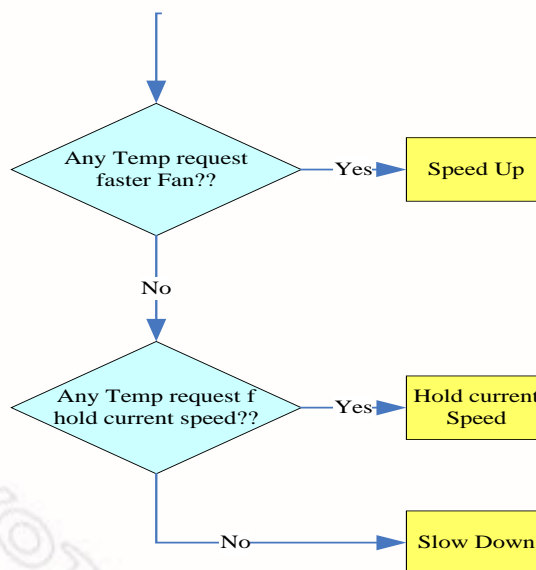 Any Temp request
faster Fan??
Yes
Speed Up
No
Any Temp request f
hold current speed??
Yes
Hold current
Speed
No
Slow Down